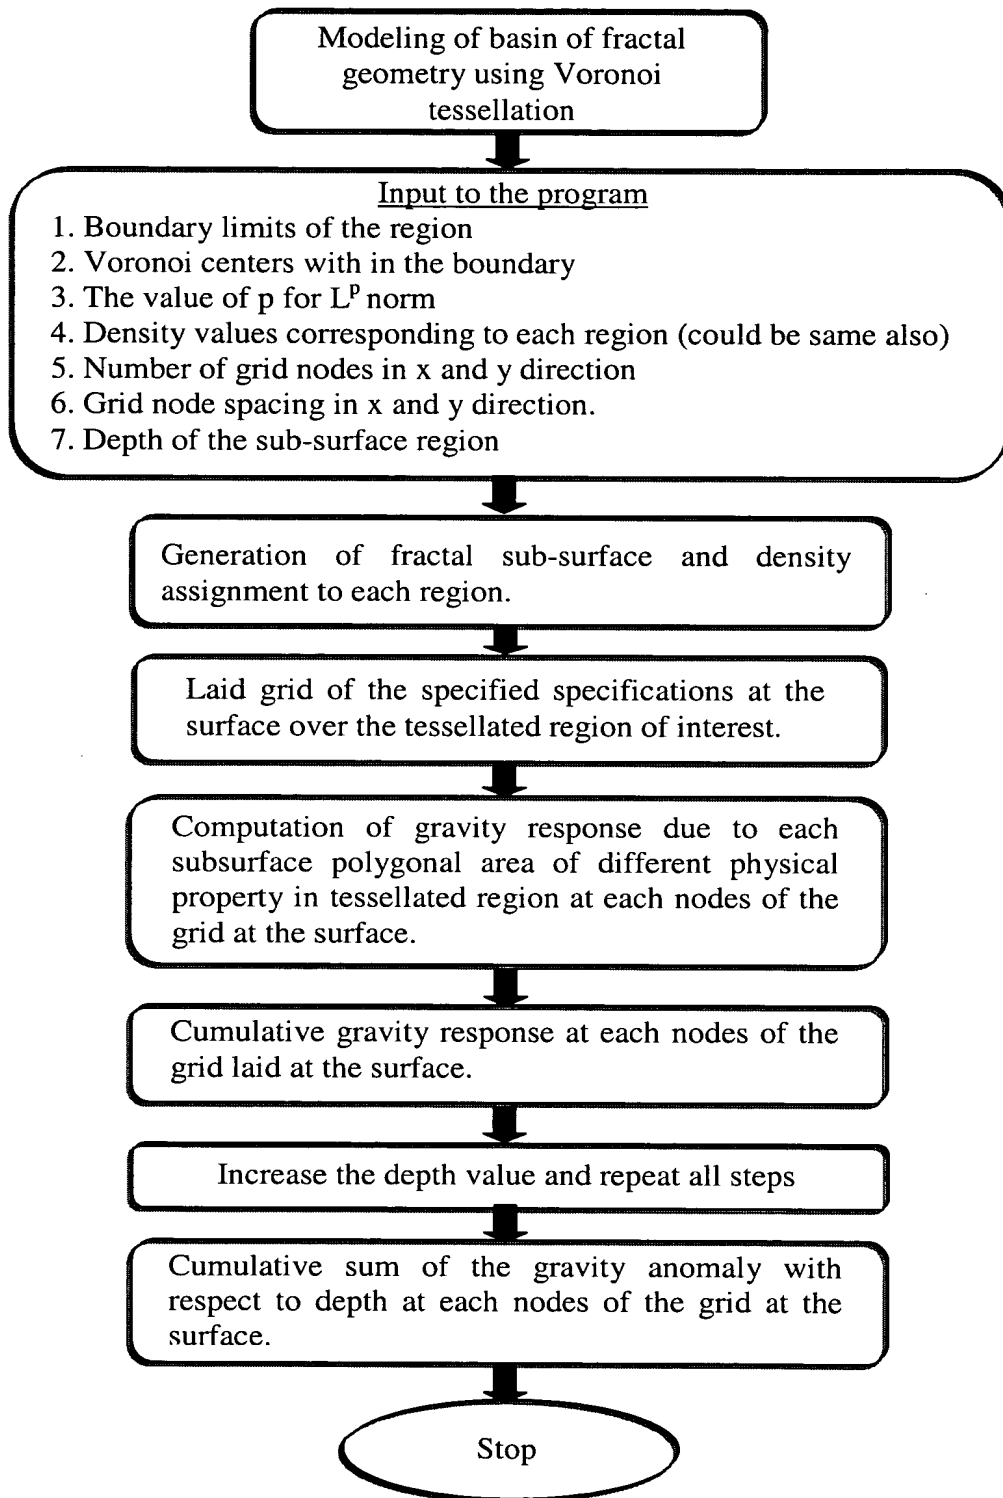 Modeling of basin of fractal
geometry using Voronoi
tessellation
Input to the program
1. Boundary limits of the region
2. Voronoi centers with in the boundary
3. The value of p for Lᵖ norm
4. Density values corresponding to each region (could be same also)
5. Number of grid nodes in x and y direction
6. Grid node spacing in x and y direction.
7. Depth of the sub-surface region
Generation of fractal sub-surface and density
assignment to each region.
Laid grid of the specified specifications at the
surface over the tessellated region of interest.
Computation of gravity response due to each
subsurface polygonal area of different physical
property in tessellated region at each nodes of the
grid at the surface.
Cumulative gravity response at each nodes of the
grid laid at the surface.
Increase the depth value and repeat all steps
Cumulative sum of the gravity anomaly with
respect to depth at each nodes of the grid at the
surface.
Stop